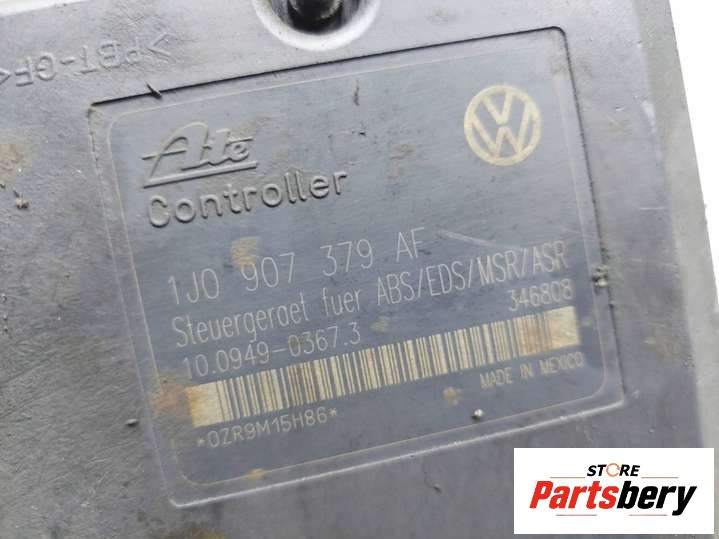 >PBT-GF<
Ate
Controller
1J0 907 379 AF
Steuergeraet fuer ABS/EDS/MSR/ASR
10.0949-0367.3 346808
*0ZR9M15H86*
MADE IN MEXICO
STORE
Partsbery